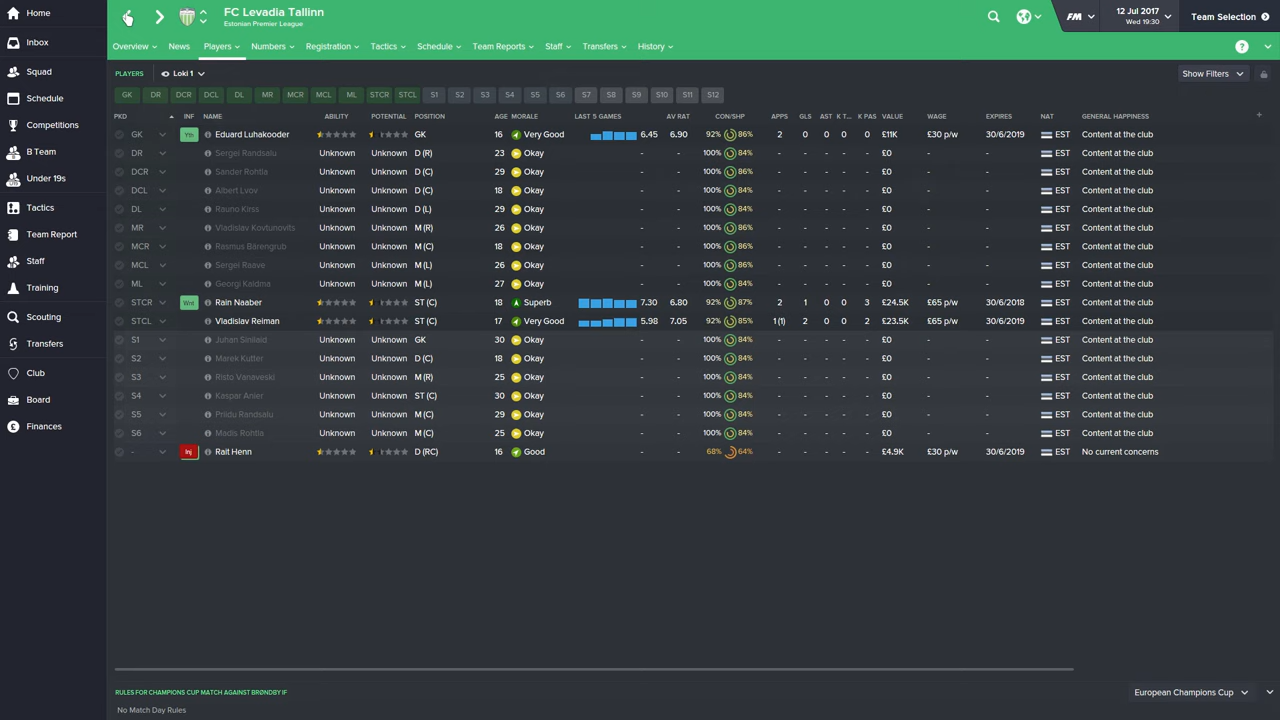 Home
FC Levadia Tallinn
Estonian Premier League
FM
12 Jul 2017
Wed 19:30
Team Selection
Inbox
Squad
Schedule
Competitions
B Team
Under 19s
Tactics
Team Report
Staff
Training
Scouting
Transfers
Club
Board
Finances
Overview News Players Numbers Registration Tactics Schedule Team Reports Staff Transfers History ?
PLAYERS Loki 1 Show Filters
GK DR DCR DCL DL MR MCR MCL ML STCR STCL S1 S2 S3 S4 S5 S6 S7 S8 S9 S10 S11 S12
PKD INF NAME ABILITY POTENTIAL POSITION AGE MORALE LAST 5 GAMES AV RAT CON/SHP APPS GLS AST K T... K PAS VALUE WAGE EXPIRES NAT GENERAL HAPPINESS +
GK Yth Eduard Luhakooder GK 16 Very Good 6.45 6.90 92% 86% 2 0 0 0 0 £11K £30 p/w 30/6/2019 EST Content at the club
DR Sergei Randsalu Unknown Unknown D (R) 23 Okay - - 100% 84% - - - - - £0 - - EST Content at the club
DCR Sander Rohtla Unknown Unknown D (C) 29 Okay - - 100% 86% - - - - - £0 - - EST Content at the club
DCL Albert Lvov Unknown Unknown D (C) 18 Okay - - 100% 84% - - - - - £0 - - EST Content at the club
DL Rauno Kirss Unknown Unknown D (L) 29 Okay - - 100% 84% - - - - - £0 - - EST Content at the club
MR Vladislav Kovtunovits Unknown Unknown M (R) 26 Okay - - 100% 86% - - - - - £0 - - EST Content at the club
MCR Rasmus Bärengrub Unknown Unknown M (C) 18 Okay - - 100% 86% - - - - - £0 - - EST Content at the club
MCL Sergei Raave Unknown Unknown M (L) 26 Okay - - 100% 84% - - - - - £0 - - EST Content at the club
ML Georgi Kaldma Unknown Unknown M (L) 27 Okay - - 100% 84% - - - - - £0 - - EST Content at the club
STCR Wnt Rain Naaber ST (C) 18 Superb 7.30 6.80 92% 87% 2 1 0 0 3 £24.5K £65 p/w 30/6/2018 EST Content at the club
STCL Vladislav Reiman ST (C) 17 Very Good 5.98 7.05 92% 85% 1 (1) 2 0 0 2 £23.5K £65 p/w 30/6/2019 EST Content at the club
S1 Juhan Sinilaid Unknown Unknown GK 30 Okay - - 100% 84% - - - - - £0 - - EST Content at the club
S2 Marek Kutter Unknown Unknown D (C) 18 Okay - - 100% 84% - - - - - £0 - - EST Content at the club
S3 Risto Vanaveski Unknown Unknown M (R) 25 Okay - - 100% 84% - - - - - £0 - - EST Content at the club
S4 Kaspar Anier Unknown Unknown ST (C) 30 Okay - - 100% 84% - - - - - £0 - - EST Content at the club
S5 Priidu Randsalu Unknown Unknown M (C) 29 Okay - - 100% 84% - - - - - £0 - - EST Content at the club
S6 Madis Rohtla Unknown Unknown M (C) 25 Okay - - 100% 84% - - - - - £0 - - EST Content at the club
- Inj Rait Henn D (RC) 16 Good - - 68% 64% - - - - - £4.9K £30 p/w 30/6/2019 EST No current concerns
RULES FOR CHAMPIONS CUP MATCH AGAINST BRØNDBY IF European Champions Cup
No Match Day Rules